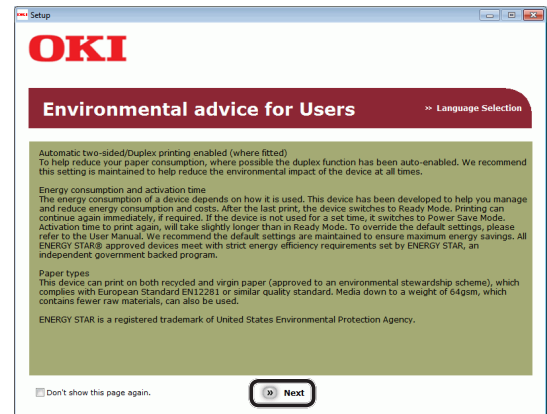 OKI Setup
OKI
Environmental advice for Users
» Language Selection
Automatic two-sided/Duplex printing enabled (where fitted)
To help reduce your paper consumption, where possible the duplex function has been auto-enabled. We recommend
this setting is maintained to help reduce the environmental impact of the device at all times.
Energy consumption and activation time
The energy consumption of a device depends on how it is used. This device has been developed to help you manage
and reduce energy consumption and costs. After the last print, the device switches to Ready Mode. Printing can
continue again immediately, if required. If the device is not used for a set time, it switches to Power Save Mode.
Activation time to print again, will take slightly longer than in Ready Mode. To override the default settings, please
refer to the User Manual. We recommend the default settings are maintained to ensure maximum energy savings. All
ENERGY STAR® approved devices meet with strict energy efficiency requirements set by ENERGY STAR, an
independent government backed program.
Paper types
This device can print on both recycled and virgin paper (approved to an environmental stewardship scheme), which
complies with European Standard EN12281 or similar quality standard. Media down to a weight of 64gsm, which
contains fewer raw materials, can also be used.
ENERGY STAR is a registered trademark of United States Environmental Protection Agency.
Don't show this page again.
» Next